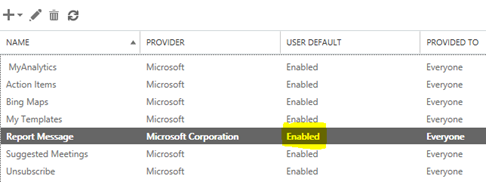 NAME PROVIDER USER DEFAULT PROVIDED TO
MyAnalytics Microsoft Enabled Everyone
Action Items Microsoft Enabled Everyone
Bing Maps Microsoft Enabled Everyone
My Templates Microsoft Enabled Everyone
Report Message Microsoft Corporation Enabled Everyone
Suggested Meetings Microsoft Enabled Everyone
Unsubscribe Microsoft Enabled Everyone